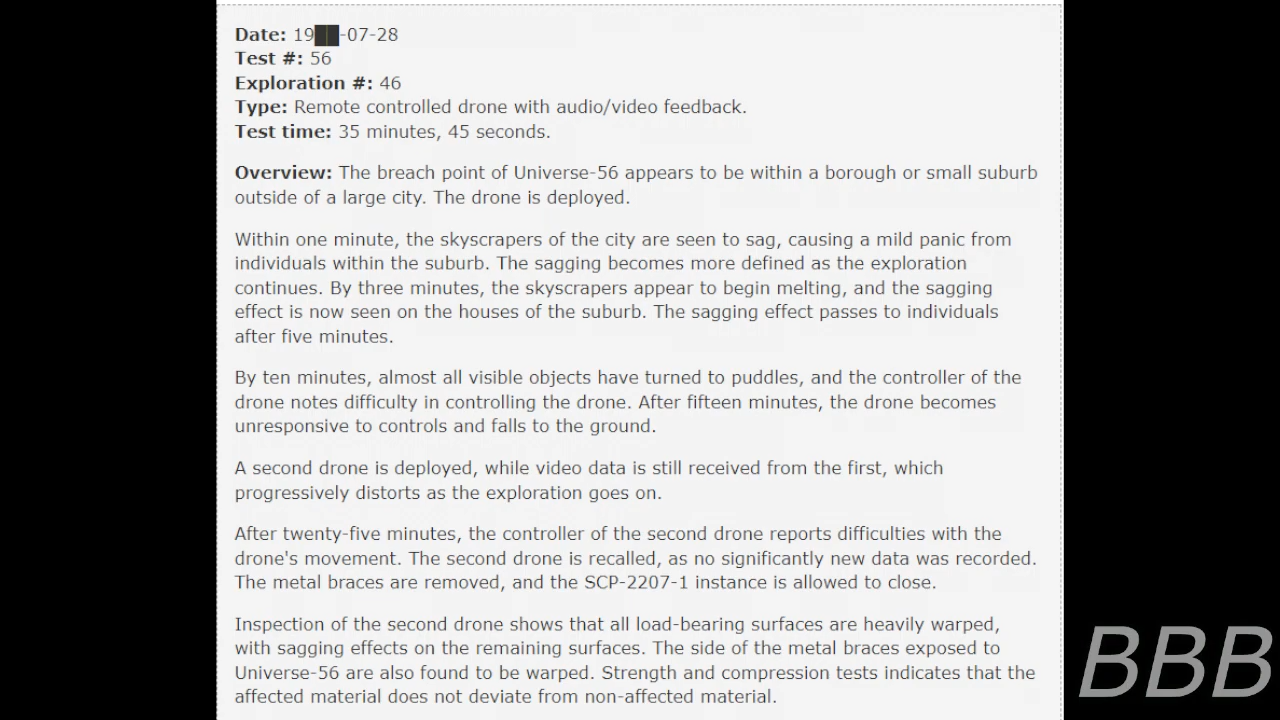 Date: 19██-07-28
Test #: 56
Exploration #: 46
Type: Remote controlled drone with audio/video feedback.
Test time: 35 minutes, 45 seconds.
Overview: The breach point of Universe-56 appears to be within a borough or small suburb
outside of a large city. The drone is deployed.
Within one minute, the skyscrapers of the city are seen to sag, causing a mild panic from
individuals within the suburb. The sagging becomes more defined as the exploration
continues. By three minutes, the skyscrapers appear to begin melting, and the sagging
effect is now seen on the houses of the suburb. The sagging effect passes to individuals
after five minutes.
By ten minutes, almost all visible objects have turned to puddles, and the controller of the
drone notes difficulty in controlling the drone. After fifteen minutes, the drone becomes
unresponsive to controls and falls to the ground.
A second drone is deployed, while video data is still received from the first, which
progressively distorts as the exploration goes on.
After twenty-five minutes, the controller of the second drone reports difficulties with the
drone's movement. The second drone is recalled, as no significantly new data was recorded.
The metal braces are removed, and the SCP-2207-1 instance is allowed to close.
Inspection of the second drone shows that all load-bearing surfaces are heavily warped,
with sagging effects on the remaining surfaces. The side of the metal braces exposed to
Universe-56 are also found to be warped. Strength and compression tests indicates that the
affected material does not deviate from non-affected material.
BBB